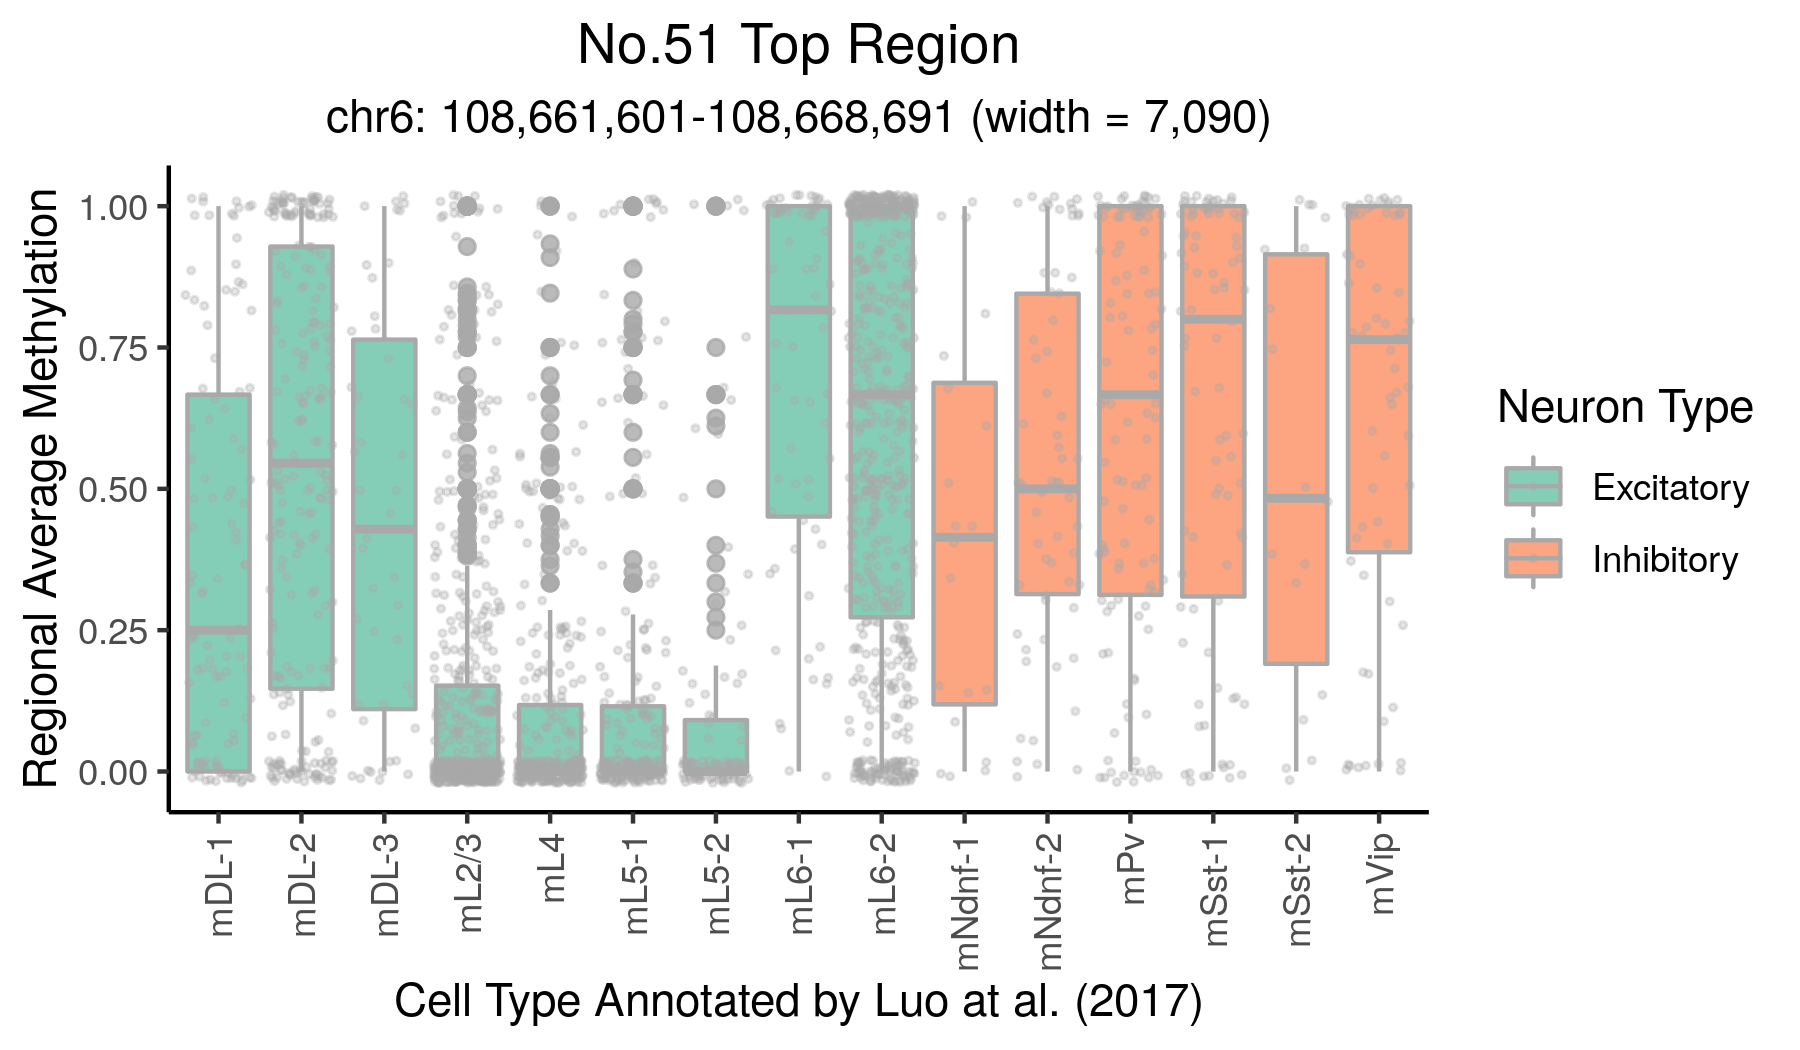 No.51 Top Region
chr6: 108,661,601-108,668,691 (width = 7,090)
Regional Average Methylation
1.00
0.75
0.50
0.25
0.00
mDL-1
mDL-2
mDL-3
mL2/3
mL4
mL5-1
mL5-2
mL6-1
mL6-2
mNdnf-1
mNdnf-2
mPv
mSst-1
mSst-2
mVip
Cell Type Annotated by Luo at al. (2017)
Neuron Type
Excitatory
Inhibitory